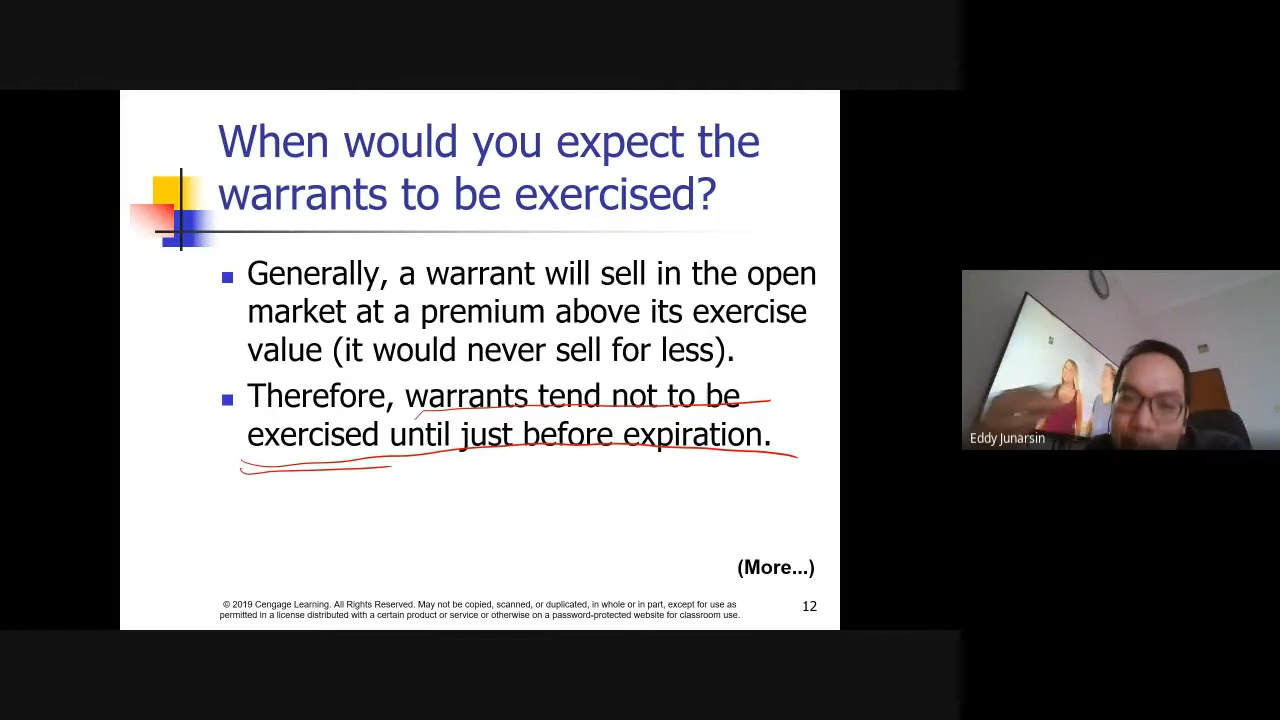 When would you expect the
warrants to be exercised?
Generally, a warrant will sell in the open
market at a premium above its exercise
value (it would never sell for less).
Therefore, warrants tend not to be
exercised until just before expiration.
(More...)
© 2019 Cengage Learning. All Rights Reserved. May not be copied, scanned, or duplicated, in whole or in part, except for use as
permitted in a license distributed with a certain product or service or otherwise on a password-protected website for classroom use.
12
Eddy Junarsin